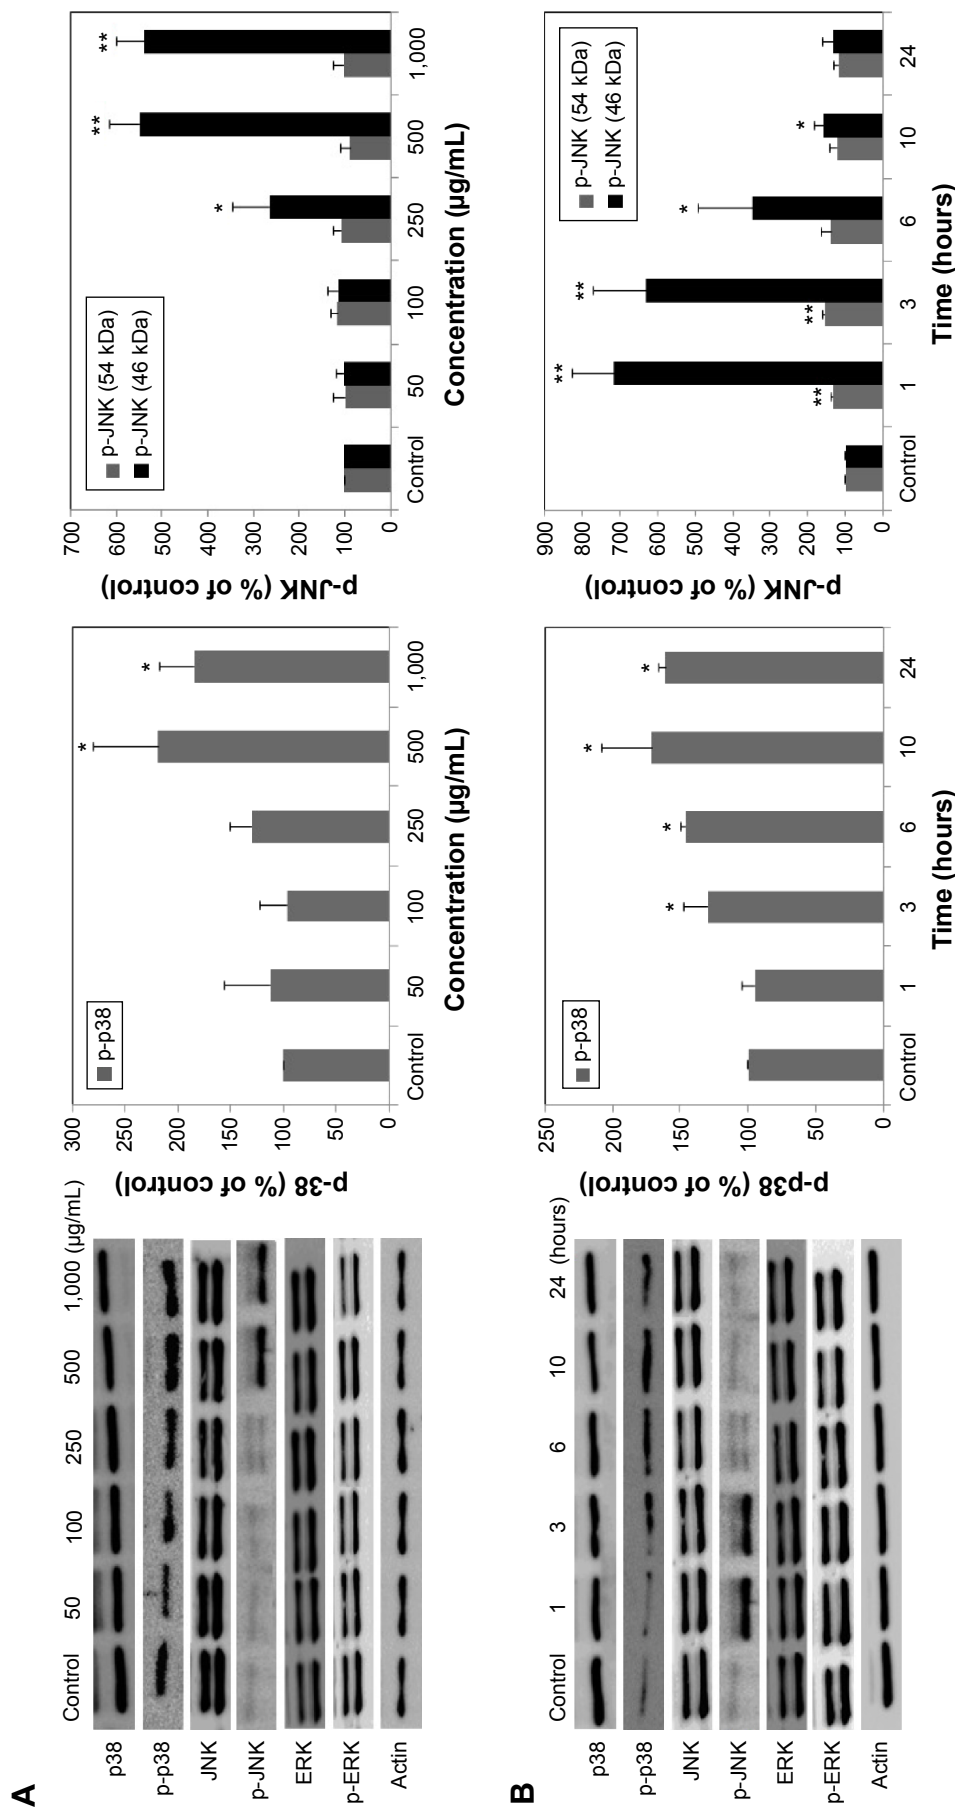 A
Control 50 100 250 500 1,000 (µg/mL)
p38
p-p38
JNK
p-JNK
ERK
p-ERK
Actin
p-38 (% of control)
300
250
200
150
100
50
0
p-p38
* *
Control 50 100 250 500 1,000
Concentration (µg/mL)
p-JNK (% of control)
700
600
500
400
300
200
100
0
p-JNK (54 kDa)
p-JNK (46 kDa)
* ** **
Control 50 100 250 500 1,000
Concentration (µg/mL)
B
Control 1 3 6 10 24 (hours)
p38
p-p38
JNK
p-JNK
ERK
p-ERK
Actin
p-p38 (% of control)
250
200
150
100
50
0
p-p38
* * * *
Control 1 3 6 10 24
Time (hours)
p-JNK (% of control)
900
800
700
600
500
400
300
200
100
0
p-JNK (54 kDa)
p-JNK (46 kDa)
** ** ** ** * *
Control 1 3 6 10 24
Time (hours)